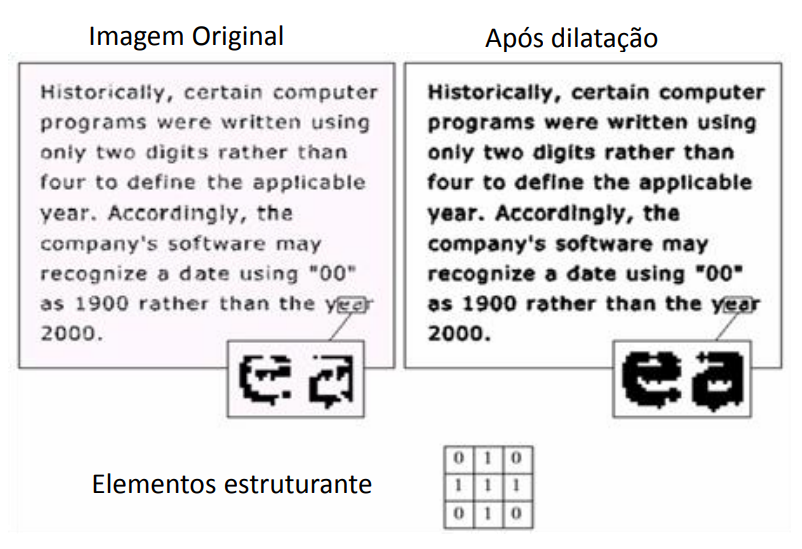 Imagem Original
Historically, certain computer
programs were written using
only two digits rather than
four to define the applicable
year. Accordingly, the
company's software may
recognize a date using "00"
as 1900 rather than the year
2000.
e a
Após dilatação
Historically, certain computer
programs were written using
only two digits rather than
four to define the applicable
year. Accordingly, the
company's software may
recognize a date using "00"
as 1900 rather than the year
2000.
e a
Elementos estruturante
0 1 0
1 1 1
0 1 0